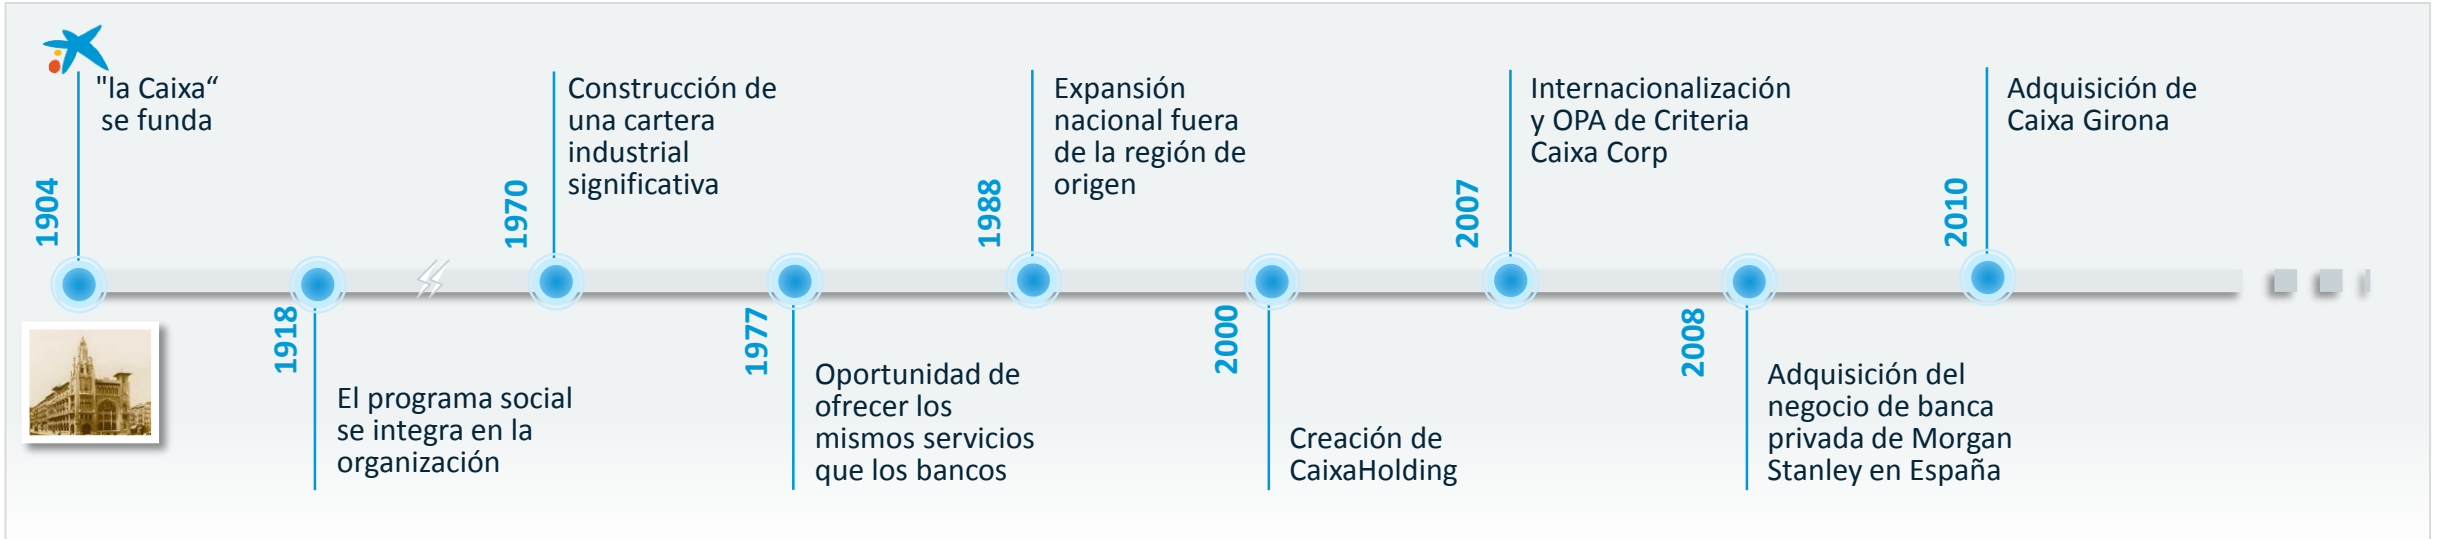 1904
"la Caixa“
se funda
1918
El programa social
se integra en la
organización
1970
Construcción de
una cartera
industrial
significativa
1977
Oportunidad de
ofrecer los
mismos servicios
que los bancos
1988
Expansión
nacional fuera
de la región de
origen
2000
Creación de
CaixaHolding
2007
Internacionalización
y OPA de Criteria
Caixa Corp
2008
Adquisición del
negocio de banca
privada de Morgan
Stanley en España
2010
Adquisición de
Caixa Girona